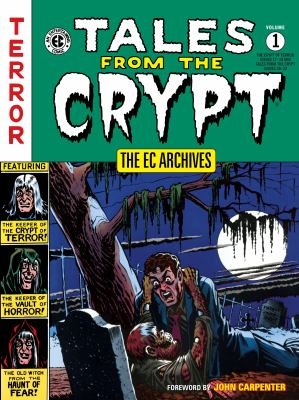 TERROR
EC
TALES
FROM THE
CRYPT
VOLUME
1
THE EC ARCHIVES
FEATURING
THE KEEPER
OF THE
CRYPT OF
TERROR!
THE KEEPER
OF THE
VAULT OF
HORROR!
THE OLD WITCH
FROM THE
HAUNT OF
FEAR!
FOREWORD BY JOHN CARPENTER